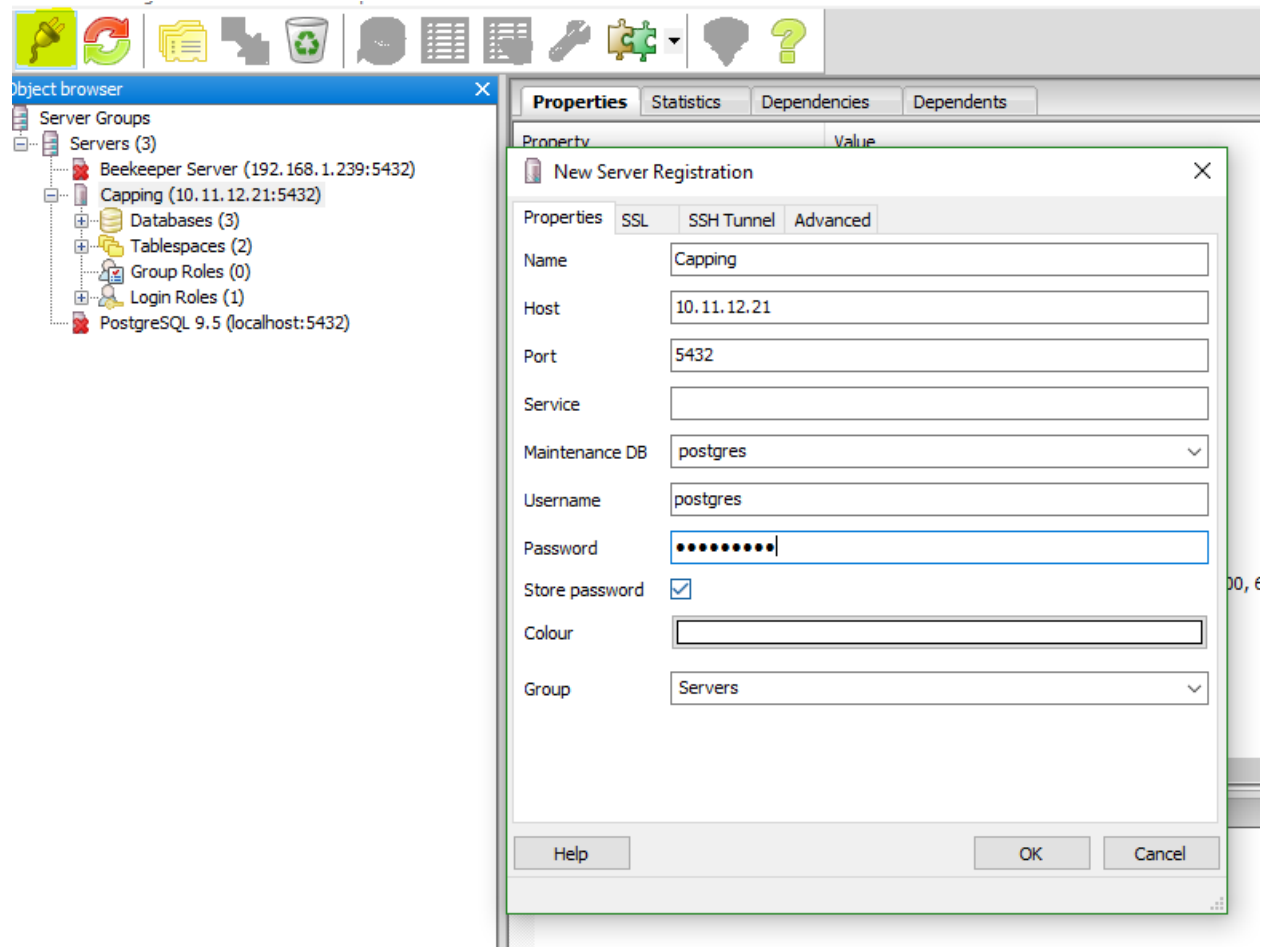 Object browser
Server Groups
Servers (3)
Beekeeper Server (192.168.1.239:5432)
Capping (10.11.12.21:5432)
Databases (3)
Tablespaces (2)
Group Roles (0)
Login Roles (1)
PostgreSQL 9.5 (localhost:5432)
Properties Statistics Dependencies Dependents
Property Value
New Server Registration
Properties SSL SSH Tunnel Advanced
Name Capping
Host 10.11.12.21
Port 5432
Service
Maintenance DB postgres
Username postgres
Password •••••••••
Store password
Colour
Group Servers
Help OK Cancel